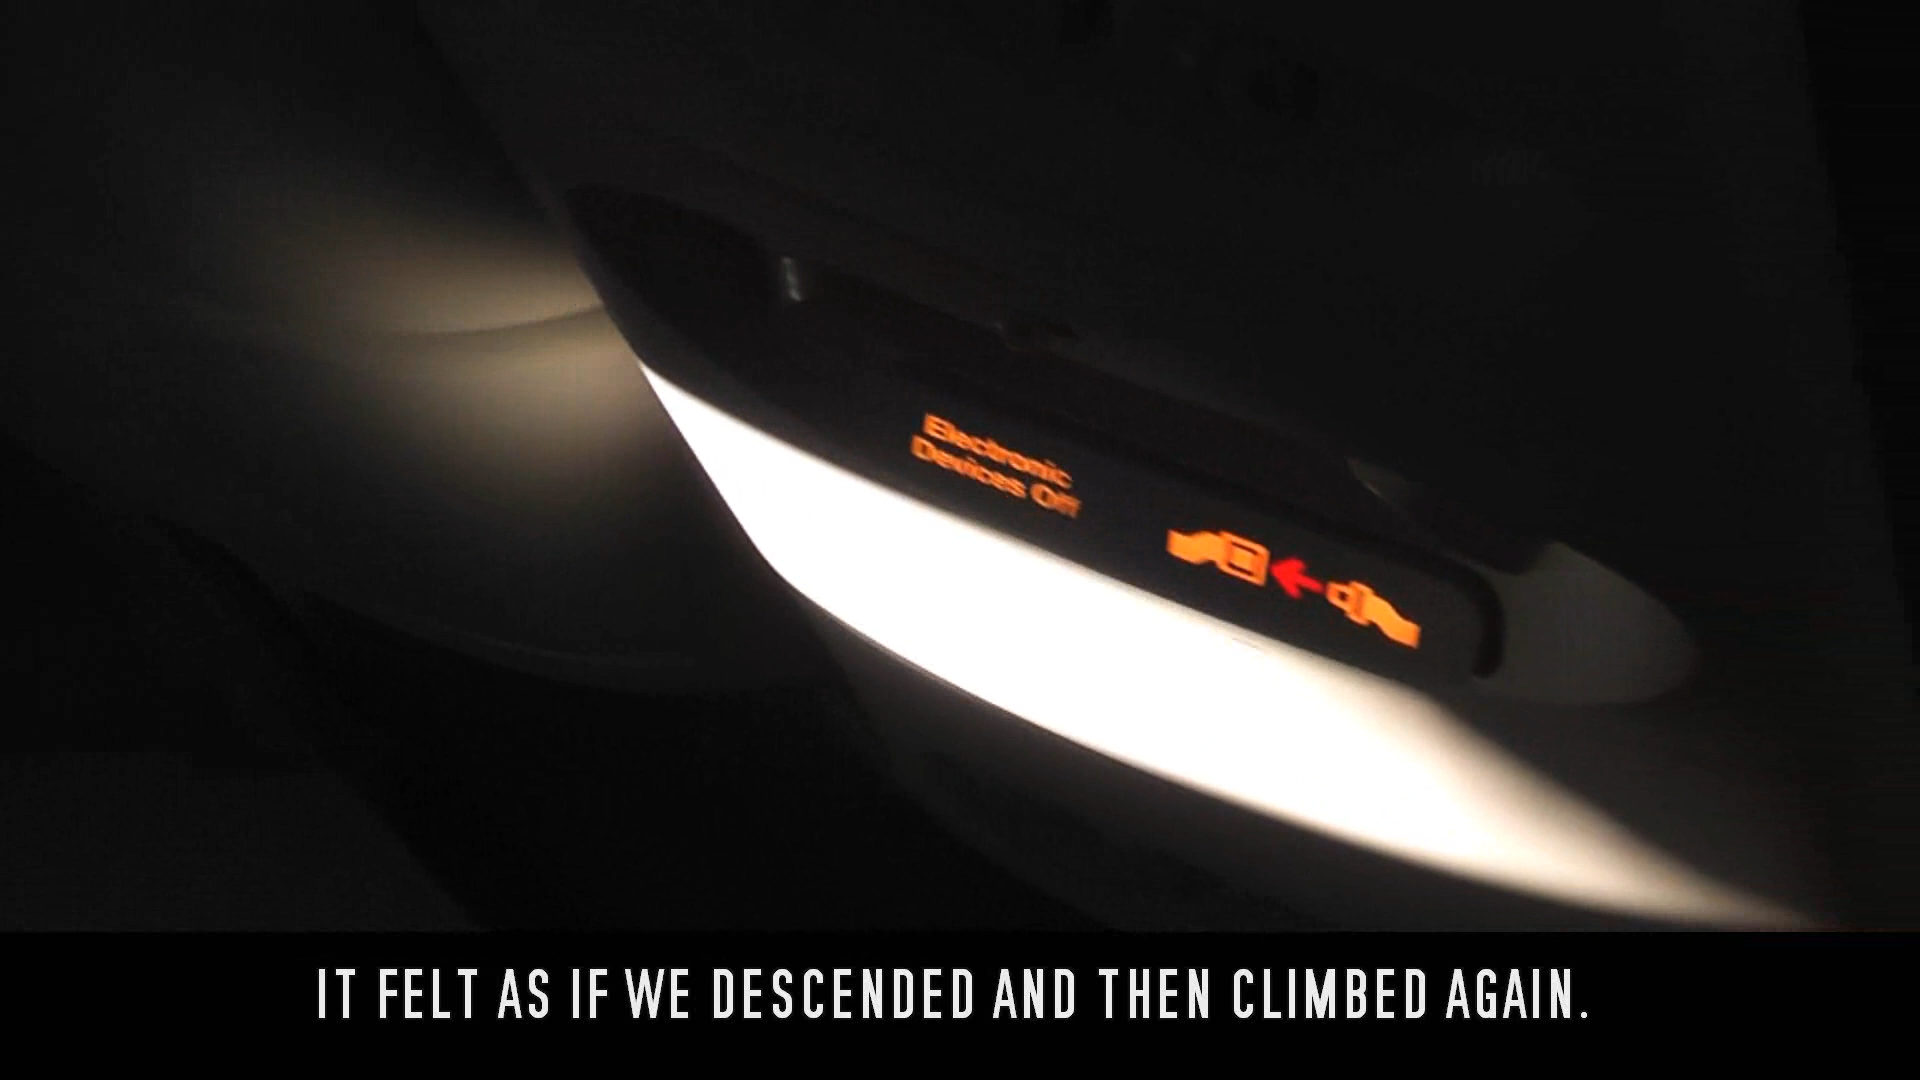 Electronic
Devices Off
IT FELT AS IF WE DESCENDED AND THEN CLIMBED AGAIN.